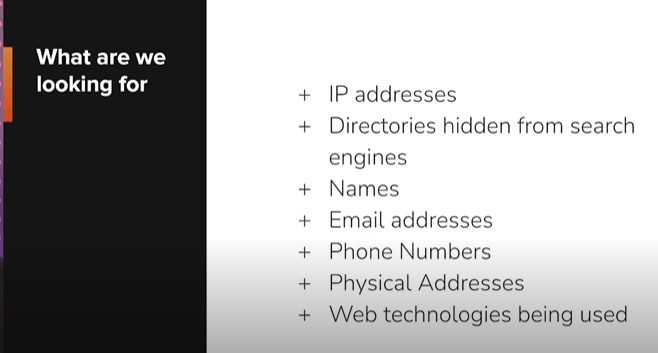 What are we
looking for
+ IP addresses
+ Directories hidden from search
engines
+ Names
+ Email addresses
+ Phone Numbers
+ Physical Addresses
+ Web technologies being used